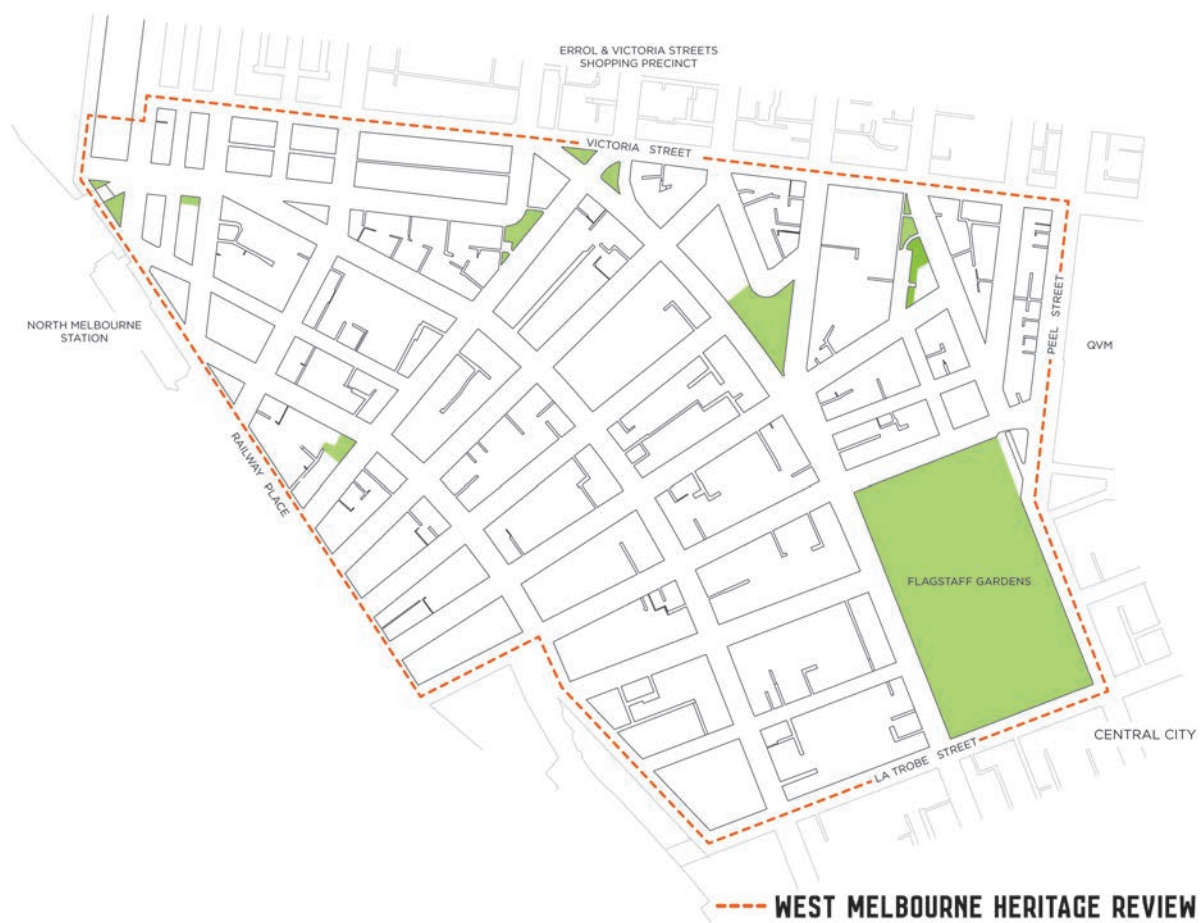 ERROL & VICTORIA STREETS
SHOPPING PRECINCT
VICTORIA STREET
PEEL STREET
NORTH MELBOURNE
STATION
QVM
RAILWAY PLACE
FLAGSTAFF GARDENS
CENTRAL CITY
LA TROBE STREET
WEST MELBOURNE HERITAGE REVIEW